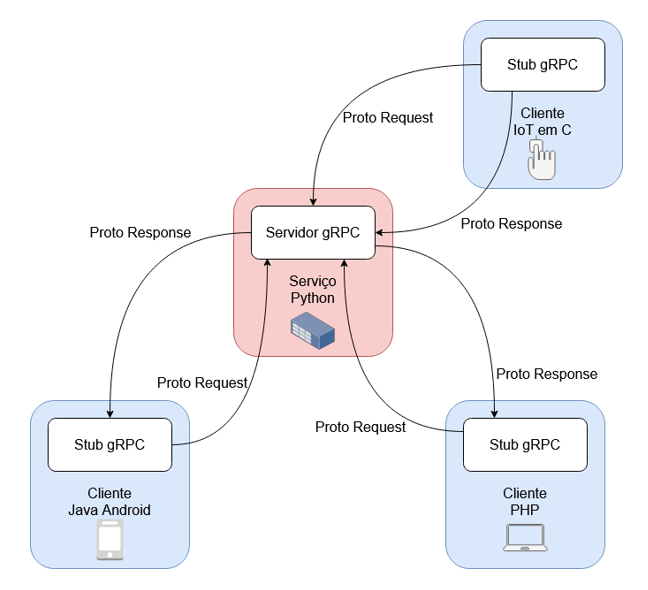 Stub gRPC
Cliente
IoT em C
Proto Request
Proto Response
Servidor gRPC
Serviço
Python
Proto Response
Proto Request
Proto Response
Proto Request
Stub gRPC
Cliente
Java Android
Stub gRPC
Cliente
PHP